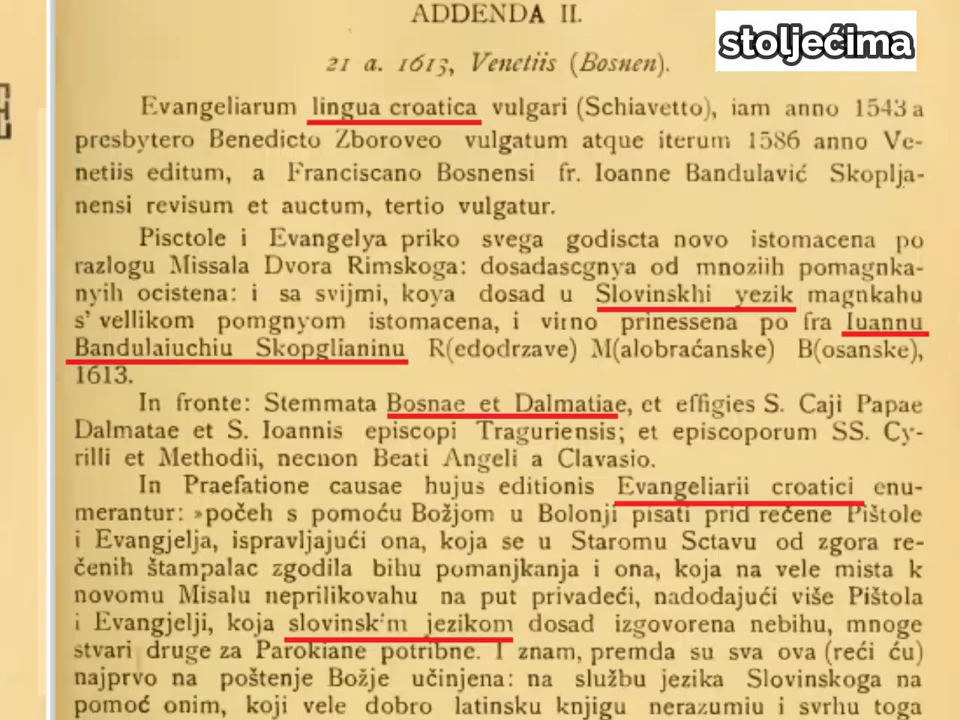 ADDENDA II.
stoljećima
21 a. 1613, Venetiis (Bosnen).
Evangeliarum lingua croatica vulgari (Schiavetto), iam anno 1543 a
presbytero Benedicto Zboroveo vulgatum atque iterum 1586 anno Ve-
netiis editum, a Franciscano Bosnensi fr. Ioanne Bandulavić Skoplja-
nensi revisum et auctum, tertio vulgatur.
Pisctole i Evangelya priko svega godiscta novo istomacena po
razlogu Missala Dvora Rimskoga: dosadascgnya od mnoziih pomagnka-
nyih ocistena: i sa svijmi, koya dosad u Slovinskhi yezik magnkahu
s' vellikom pomgnyom istomacena, i virno prinessena po fra Iuannu
Bandulaiuchiu Skopglianinu R(edodrzave) M(alobraćanske) B(osanske),
1613.
In fronte: Stemmata Bosnae et Dalmatiae, et effigies S. Caji Papae
Dalmatae et S. Ioannis episcopi Traguriensis; et episcoporum SS. Cy-
rilli et Methodii, necnon Beati Angeli a Clavasio.
In Praefatione causae hujus editionis Evangeliarii croatici enu-
merantur: »počeh s pomoću Božjom u Bolonji pisati prid rečene Pištole
i Evangjelja, ispravljajući ona, koja se u Staromu Sctavu od zgora re-
čenih štampalac zgodila bihu pomanjkanja i ona, koja na vele mista k
novomu Misalu neprilikovahu na put privadeći, nadodajući više Pištola
i Evangjelji, koja slovinsk'm jezikom dosad izgovorena nebihu, mnoge
stvari druge za Parokiane potribne. I znam, premda su sva ova (reći ću)
najprvo na poštenje Božje učinjena: na službu jezika Slovinskoga na
pomoć onim, koji vele dobro latinsku knjigu nerazumiu i svrhu toga